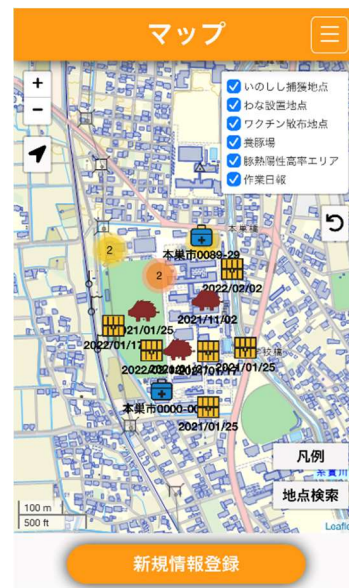 マップ
+
−
いのしし捕獲地点
わな設置地点
ワクチン散布地点
養豚場
豚熱陽性高率エリア
作業日報
本巣橋
2
2
本巣市0089-29
2022/02/02
2021/11/02
2022/01/17
2021/01/25
本巣市0000-00
2021/01/25
凡例
地点検索
100 m
500 ft
新規情報登録